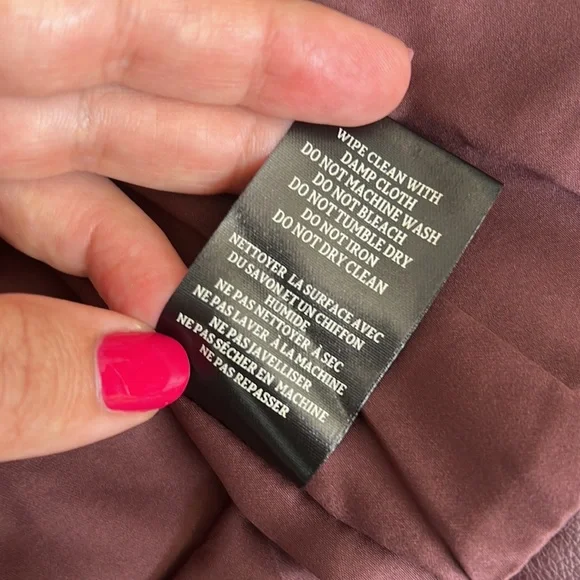 WIPE CLEAN WITH
DAMP CLOTH
DO NOT MACHINE WASH
DO NOT BLEACH
DO NOT TUMBLE DRY
DO NOT IRON
DO NOT DRY CLEAN
NETTOYER LA SURFACE AVEC
DU SAVON ET UN CHIFFON
HUMIDE
NE PAS NETTOYER A SEC
NE PAS LAVER À LA MACHINE
NE PAS JAVELLISER
NE PAS SÉCHER EN MACHINE
NE PAS REPASSER